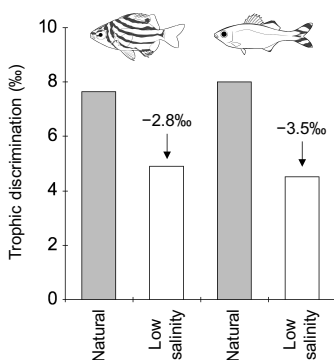 Trophic discrimination (‰)
10
8
6
4
2
0
−2.8‰
−3.5‰
Natural
Low
salinity
Natural
Low
salinity